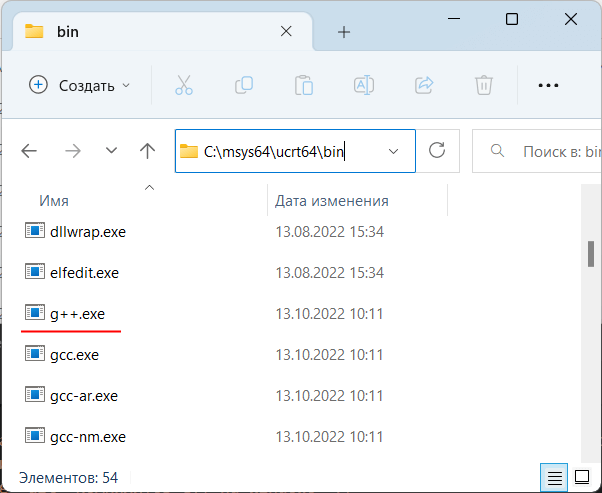 bin
Создать
C:\msys64\ucrt64\bin
Поиск в: bin
Имя Дата изменения
dllwrap.exe 13.08.2022 15:34
elfedit.exe 13.08.2022 15:34
g++.exe 13.10.2022 10:11
gcc.exe 13.10.2022 10:11
gcc-ar.exe 13.10.2022 10:11
gcc-nm.exe 13.10.2022 10:11
Элементов: 54